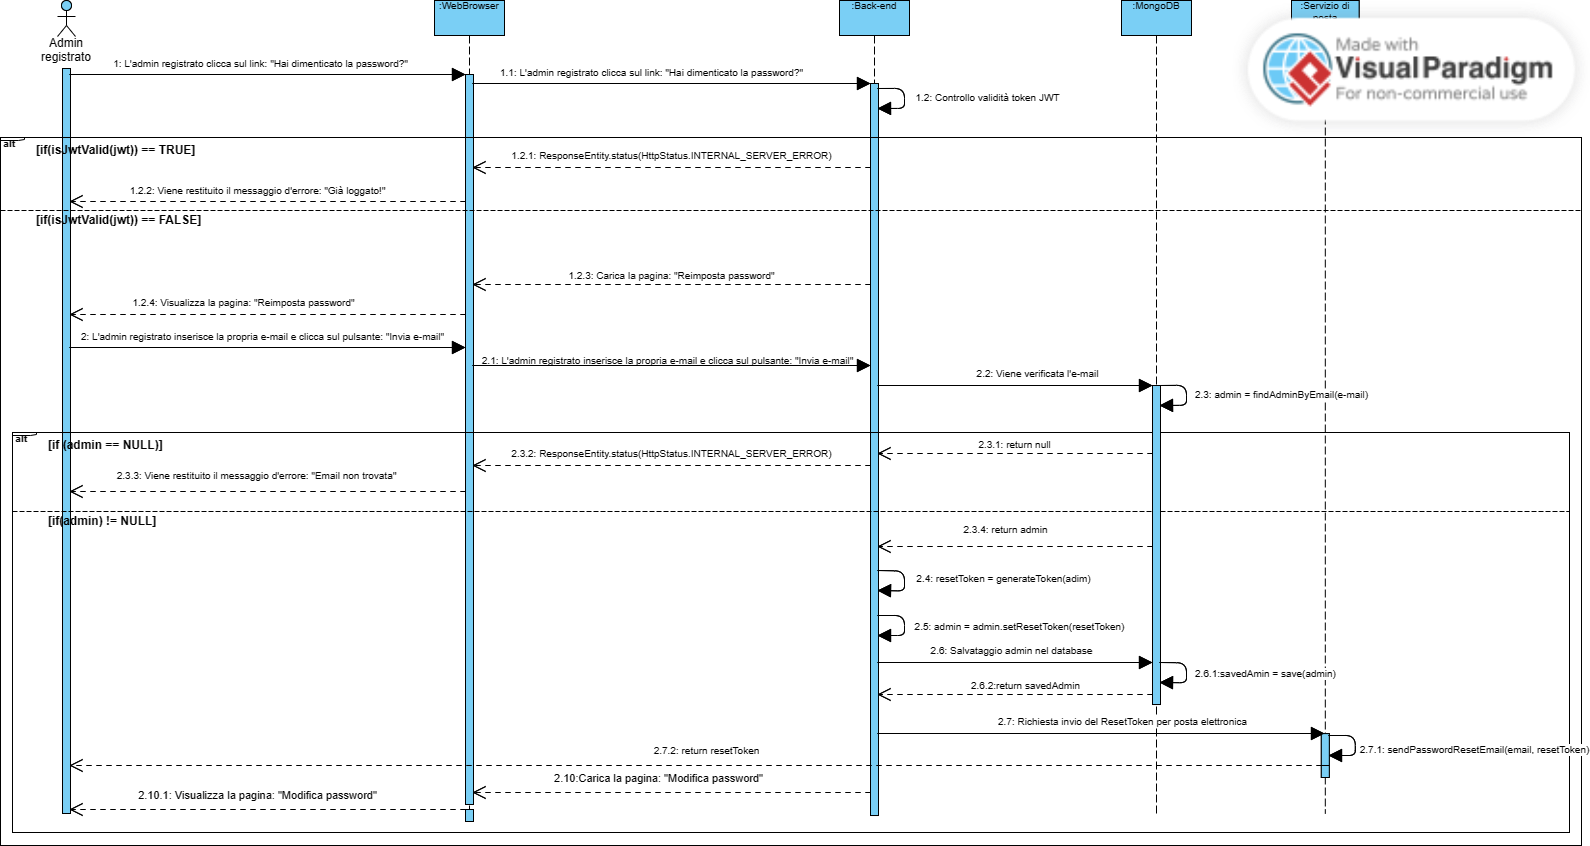 :WebBrowser
:Back-end
:MongoDB
:Servizio di
posta
Admin
registrato
Made with
Visual Paradigm
For non-commercial use
1: L'admin registrato clicca sul link: "Hai dimenticato la password?"
1.1: L'admin registrato clicca sul link: "Hai dimenticato la password?"
1.2: Controllo validità token JWT
alt
[if(isJwtValid(jwt)) == TRUE]
1.2.1: ResponseEntity.status(HttpStatus.INTERNAL_SERVER_ERROR)
1.2.2: Viene restituito il messaggio d'errore: "Già loggato!"
[if(isJwtValid(jwt)) == FALSE]
1.2.3: Carica la pagina: "Reimposta password"
1.2.4: Visualizza la pagina: "Reimposta password"
2: L'admin registrato inserisce la propria e-mail e clicca sul pulsante: "Invia e-mail"
2.1: L'admin registrato inserisce la propria e-mail e clicca sul pulsante: "Invia e-mail"
2.2: Viene verificata l'e-mail
2.3: admin = findAdminByEmail(e-mail)
alt
[if (admin == NULL)]
2.3.1: return null
2.3.2: ResponseEntity.status(HttpStatus.INTERNAL_SERVER_ERROR)
2.3.3: Viene restituito il messaggio d'errore: "Email non trovata"
[if(admin) != NULL]
2.3.4: return admin
2.4: resetToken = generateToken(adim)
2.5: admin = admin.setResetToken(resetToken)
2.6: Salvataggio admin nel database
2.6.1:savedAmin = save(admin)
2.6.2:return savedAdmin
2.7: Richiesta invio del ResetToken per posta elettronica
2.7.1: sendPasswordResetEmail(email, resetToken)
2.7.2: return resetToken
2.10:Carica la pagina: "Modifica password"
2.10.1: Visualizza la pagina: "Modifica password"